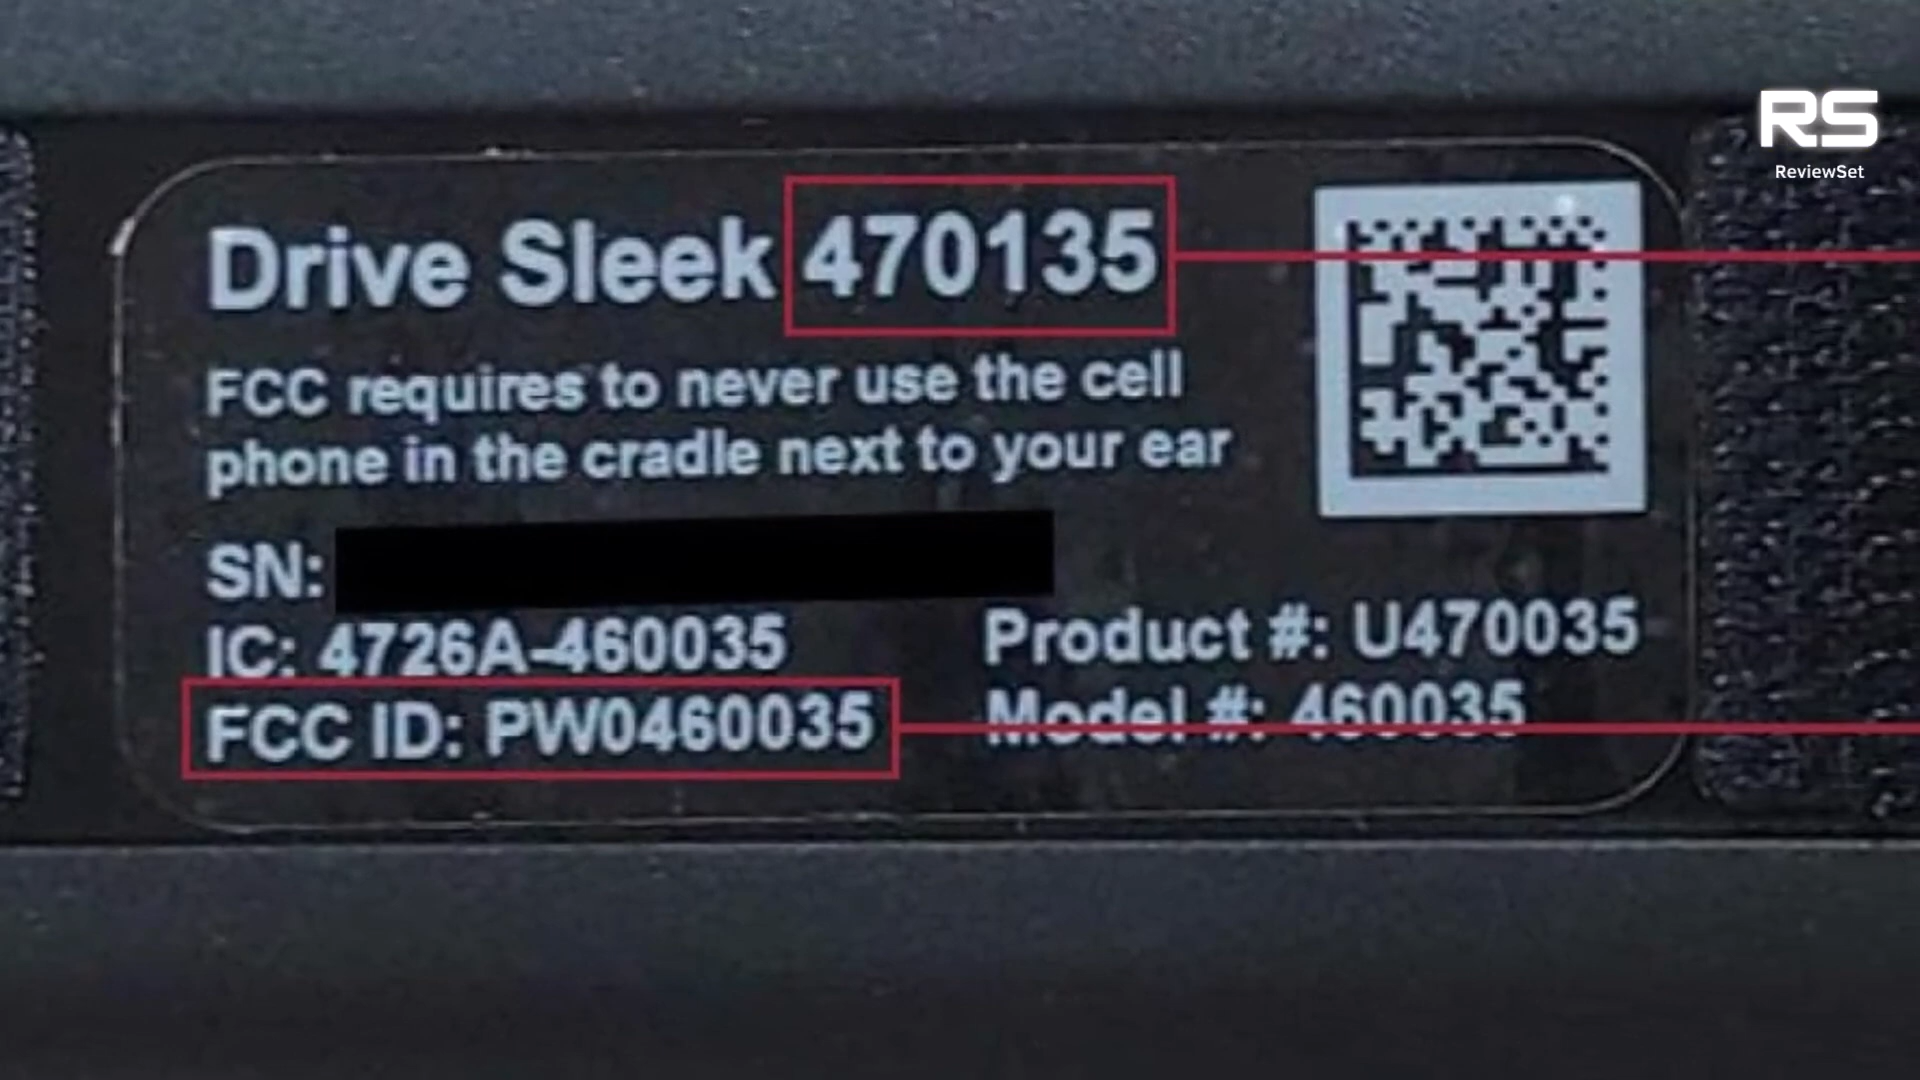 RS
ReviewSet
Drive Sleek 470135
FCC requires to never use the cell
phone in the cradle next to your ear
SN:
IC: 4726A-460035
Product #: U470035
FCC ID: PW0460035
Model #: 460035